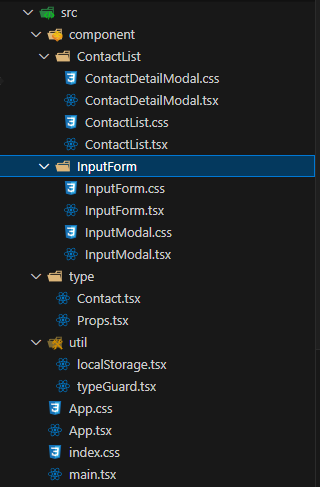 src
component
ContactList
ContactDetailModal.css
ContactDetailModal.tsx
ContactList.css
ContactList.tsx
InputForm
InputForm.css
InputForm.tsx
InputModal.css
InputModal.tsx
type
Contact.tsx
Props.tsx
util
localStorage.tsx
typeGuard.tsx
App.css
App.tsx
index.css
main.tsx